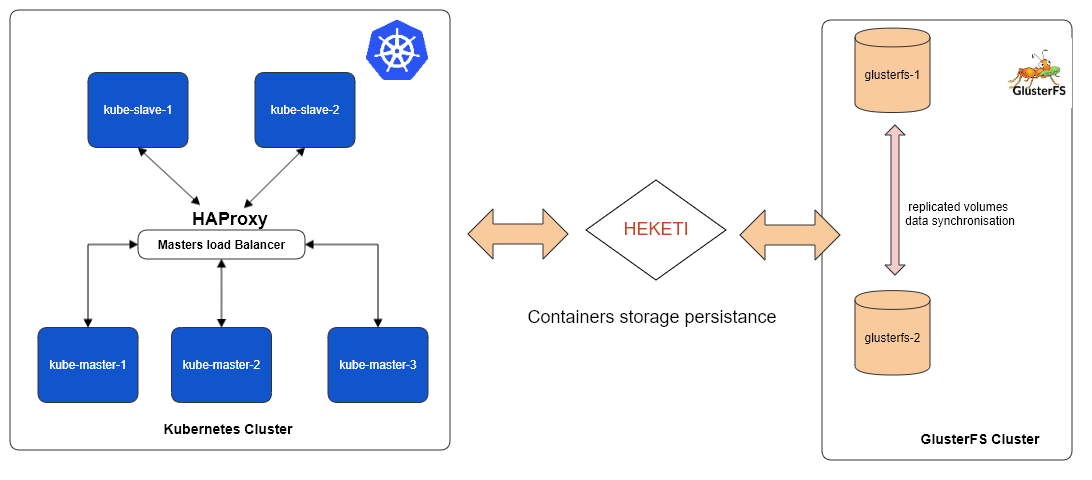 kube-slave-1
kube-slave-2
HAProxy
Masters load Balancer
kube-master-1
kube-master-2
kube-master-3
Kubernetes Cluster
HEKETI
Containers storage persistance
glusterfs-1
GlusterFS
replicated volumes
data synchronisation
glusterfs-2
GlusterFS Cluster